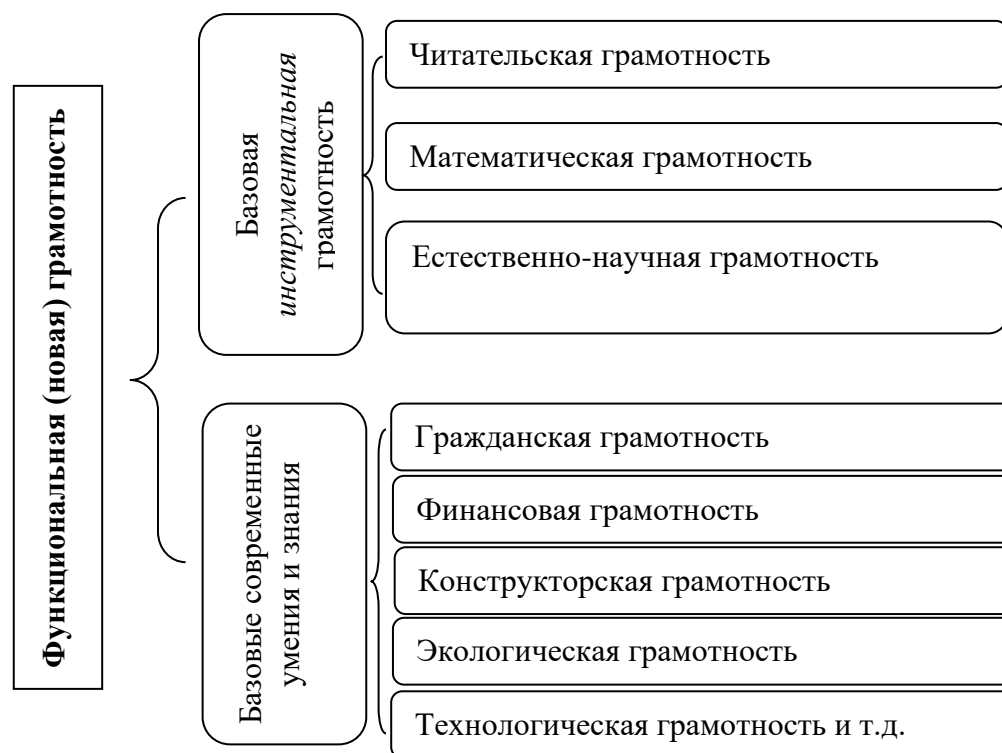 Функциональная (новая) грамотность
Базовая
инструментальная
грамотность
Читательская грамотность
Математическая грамотность
Естественно-научная грамотность
Базовые современные
умения и знания
Гражданская грамотность
Финансовая грамотность
Конструкторская грамотность
Экологическая грамотность
Технологическая грамотность и т.д.